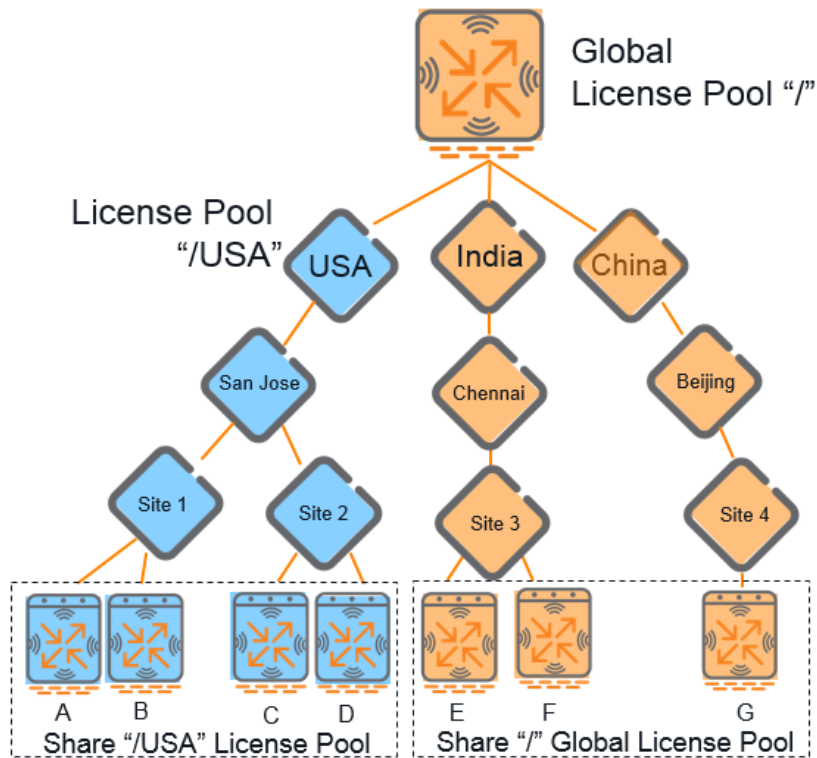 Global
License Pool “/”
License Pool
“/USA”
USA
India
China
San Jose
Chennai
Beijing
Site 1
Site 2
Site 3
Site 4
A
B
C
D
E
F
G
Share “/USA” License Pool
Share “/” Global License Pool